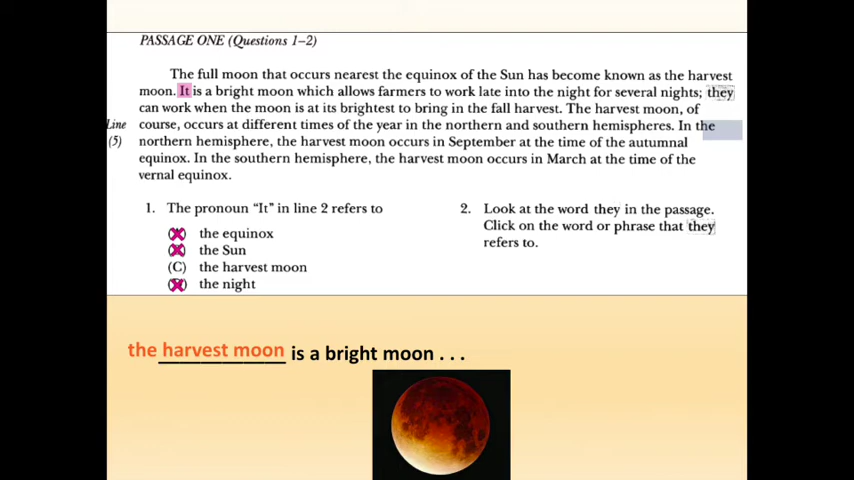 PASSAGE ONE (Questions 1–2)
The full moon that occurs nearest the equinox of the Sun has become known as the harvest
moon. It is a bright moon which allows farmers to work late into the night for several nights; they
can work when the moon is at its brightest to bring in the fall harvest. The harvest moon, of
Line course, occurs at different times of the year in the northern and southern hemispheres. In the
(5) northern hemisphere, the harvest moon occurs in September at the time of the autumnal
equinox. In the southern hemisphere, the harvest moon occurs in March at the time of the
vernal equinox.
1. The pronoun “It” in line 2 refers to
the equinox
the Sun
(C) the harvest moon
the night
2. Look at the word they in the passage.
Click on the word or phrase that they
refers to.
the harvest moon is a bright moon . . .